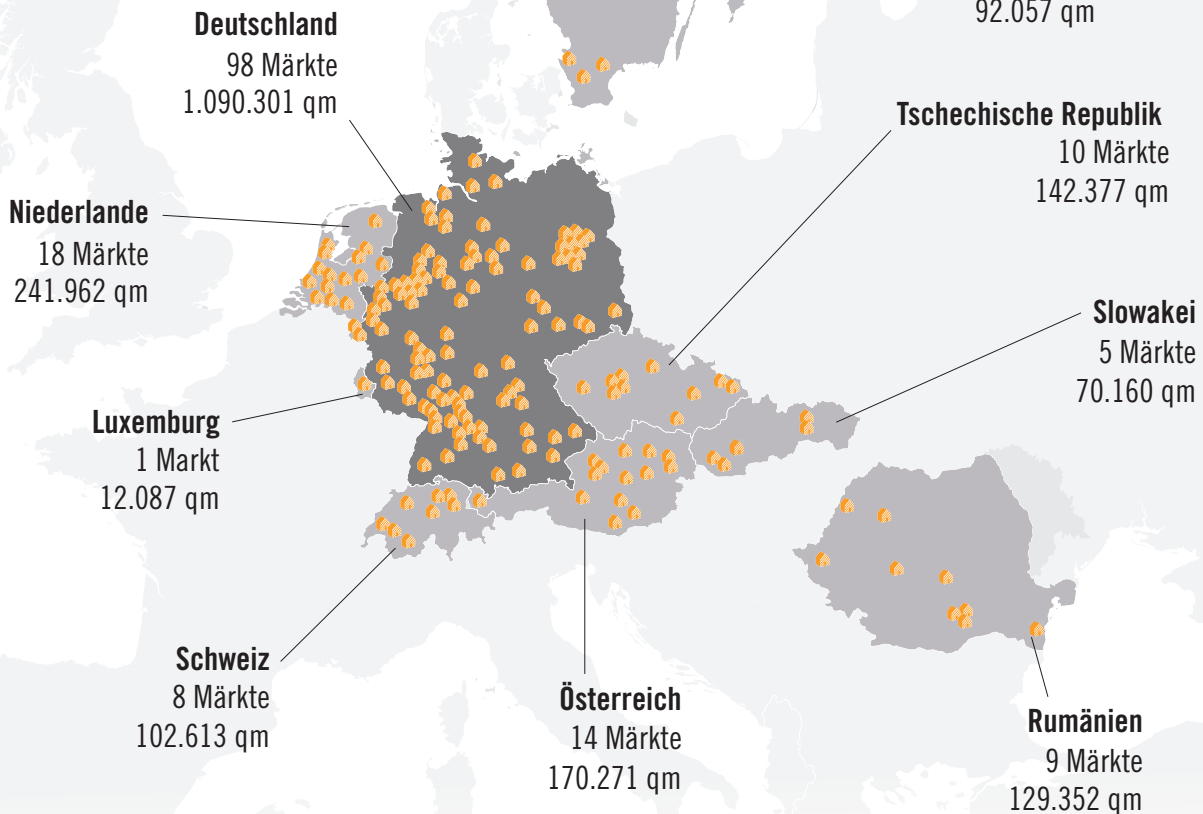 92.057 qm
Deutschland
98 Märkte
1.090.301 qm
Tschechische Republik
10 Märkte
142.377 qm
Niederlande
18 Märkte
241.962 qm
Slowakei
5 Märkte
70.160 qm
Luxemburg
1 Markt
12.087 qm
Schweiz
8 Märkte
102.613 qm
Österreich
14 Märkte
170.271 qm
Rumänien
9 Märkte
129.352 qm